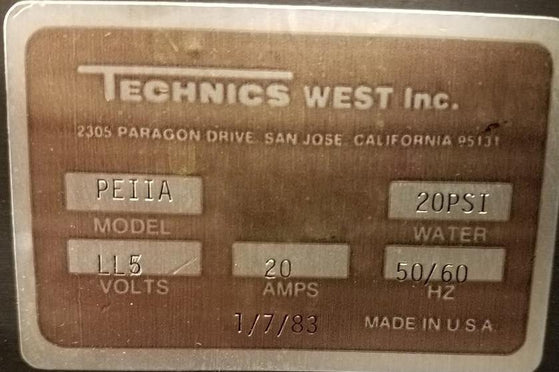 TECHNICS WEST Inc.
2305 PARAGON DRIVE, SAN JOSE, CALIFORNIA 95131
PEIIA
MODEL
20PSI
WATER
LL5
VOLTS
20
AMPS
50/60
HZ
1/7/83
MADE IN U.S.A.